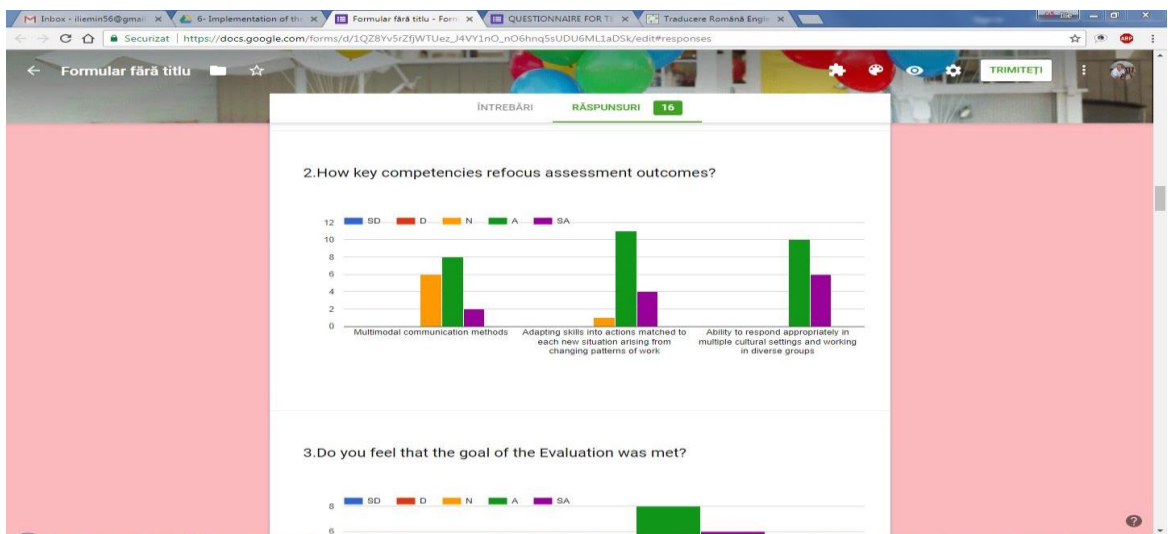 Inbox - iliemin56@gmai
6- Implementation of the
Formular fără titlu - Form
QUESTIONNAIRE FOR TE
Traducere Română Engle
Securizat | https://docs.google.com/forms/d/1QZ8Yv5rZfjWTUez_J4VY1nO_nO6hnq5sUDU6ML1aDSk/edit#responses
Formular fără titlu
TRIMITEȚI
ÎNTREBĂRI RĂSPUNSURI 16
2.How key competencies refocus assessment outcomes?
SD D N A SA
12
10
8
6
4
2
0
Multimodal communication methods
Adapting skills into actions matched to
each new situation arising from
changing patterns of work
Ability to respond appropriately in
multiple cultural settings and working
in diverse groups
3.Do you feel that the goal of the Evaluation was met?
SD D N A SA
8
6